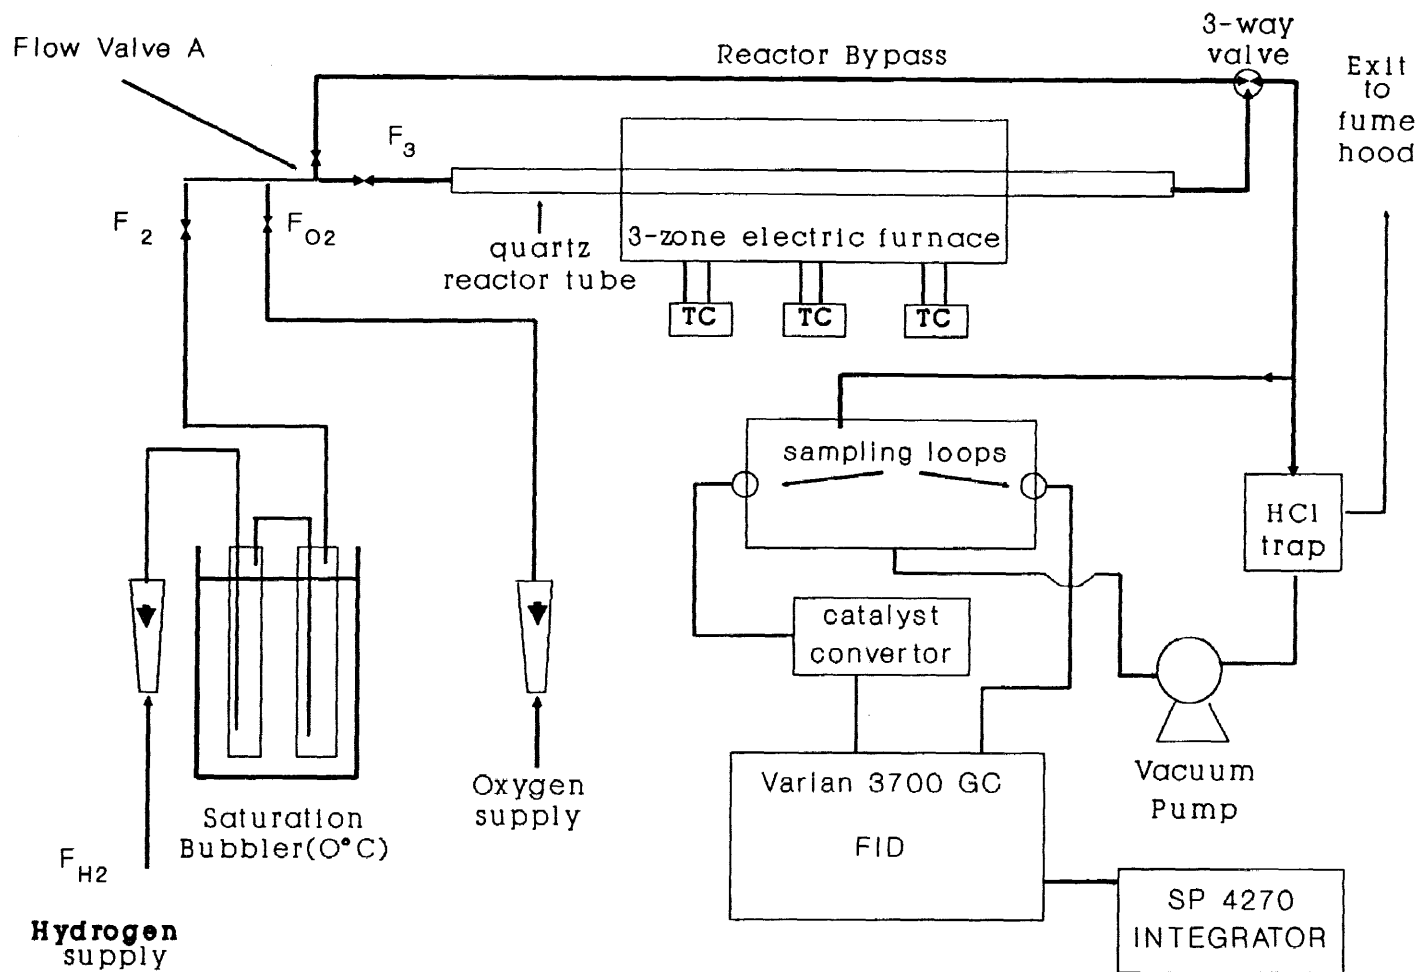 Flow Valve A
Reactor Bypass
3-way
valve
Exit
to
fume
hood
F3
F2
FO2
quartz
reactor tube
3-zone electric furnace
TC
TC
TC
sampling loops
HCl
trap
catalyst
convertor
Vacuum
Pump
Varian 3700 GC
FID
SP 4270
INTEGRATOR
Oxygen
supply
Saturation
Bubbler(0°C)
FH2
Hydrogen
supply